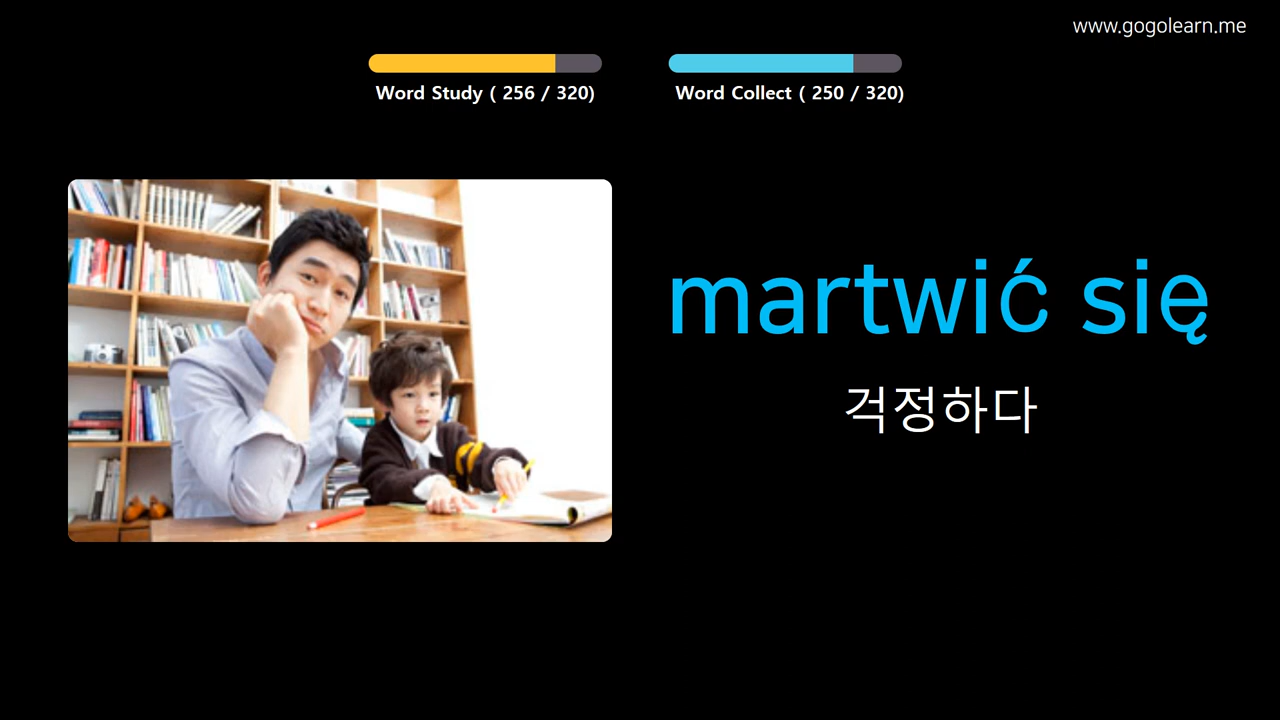 www.gogolearn.me
Word Study ( 256 / 320)
Word Collect ( 250 / 320)
martwić się
걱정하다